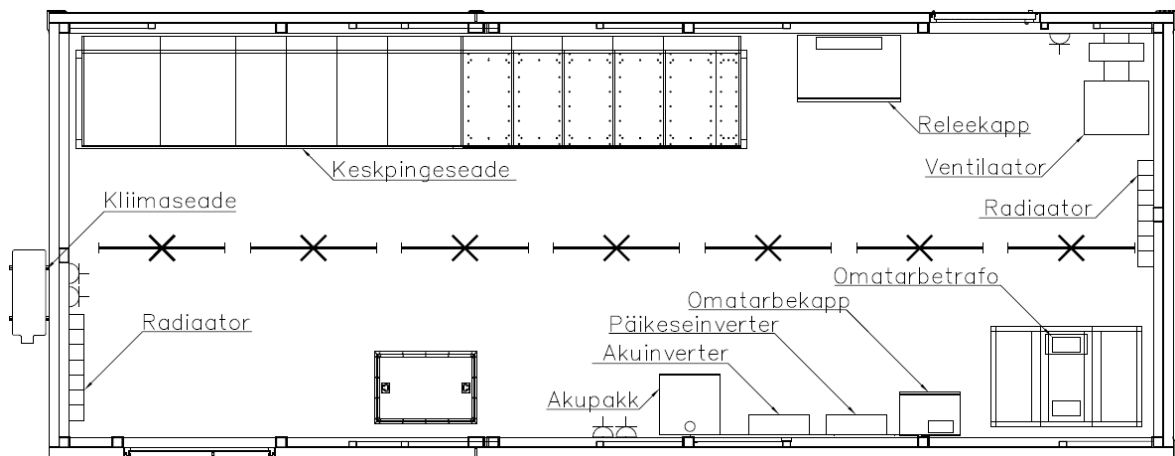 Releekapp
Keskpingeseade
Ventilaator
Kliimaseade
Radiaator
Omatarbetrafo
Omatarbekapp
Radiaator
Päikeseinverter
Akuinverter
Akupakk